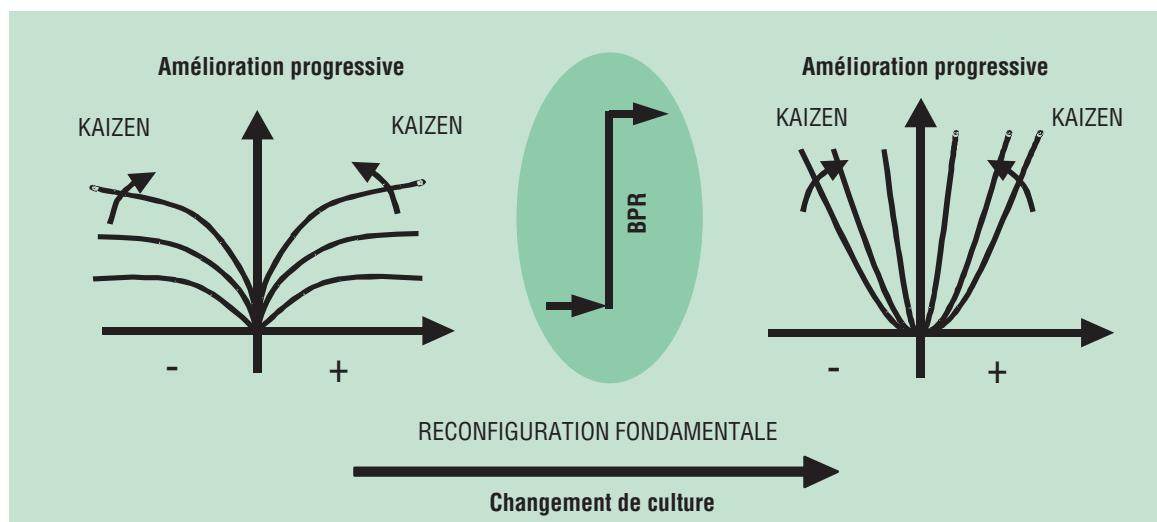 Amélioration progressive
KAIZEN
KAIZEN
-
+
BPR
Amélioration progressive
KAIZEN
KAIZEN
-
+
RECONFIGURATION FONDAMENTALE
Changement de culture